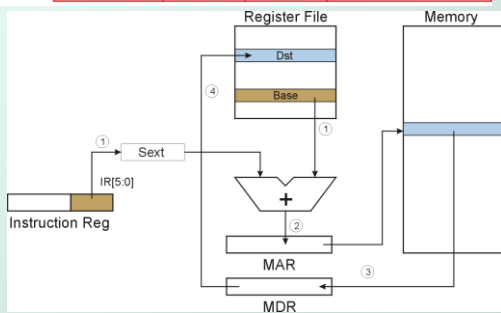 Register File
Memory
Dst
④
Base
①
①
Sext
IR[5:0]
+
Instruction Reg
②
MAR
③
MDR